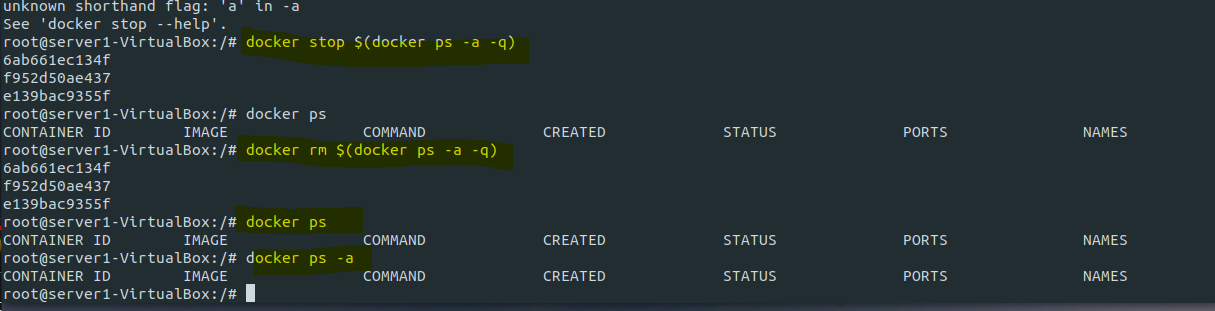 unknown shorthand flag: 'a' in -a
See 'docker stop --help'.
root@server1-VirtualBox:/# docker stop $(docker ps -a -q)
6ab661ec134f
f952d50ae437
e139bac9355f
root@server1-VirtualBox:/# docker ps
CONTAINER ID        IMAGE               COMMAND             CREATED             STATUS              PORTS               NAMES
root@server1-VirtualBox:/# docker rm $(docker ps -a -q)
6ab661ec134f
f952d50ae437
e139bac9355f
root@server1-VirtualBox:/# docker ps
CONTAINER ID        IMAGE               COMMAND             CREATED             STATUS              PORTS               NAMES
root@server1-VirtualBox:/# docker ps -a
CONTAINER ID        IMAGE               COMMAND             CREATED             STATUS              PORTS               NAMES
root@server1-VirtualBox:/#